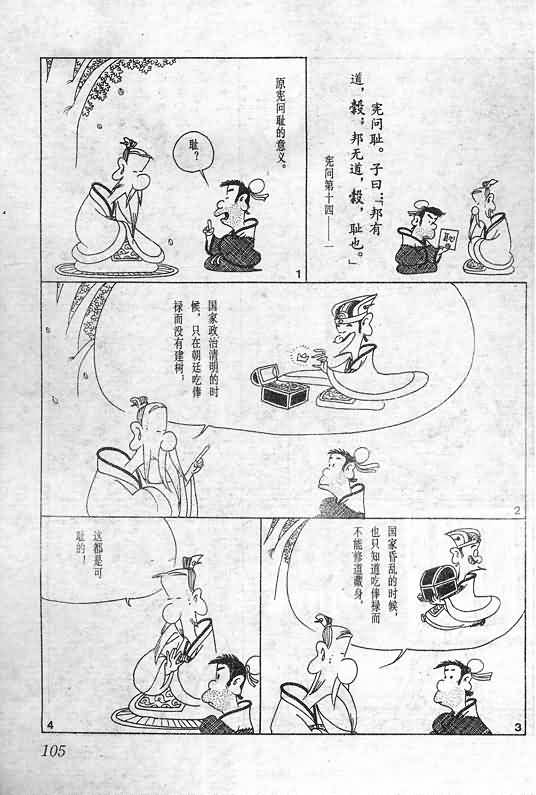 宪问耻。子曰:「邦有
道,穀;邦无道,穀,耻也。」
宪问第十四——一
耻
原宪问耻的意义。
耻?
1
国家政治清明的时
候,只在朝廷吃俸
禄而没有建树;
2
国家昏乱的时候,
也只知道吃俸禄而
不能修道藏身,
3
这都是可
耻的!
4
105